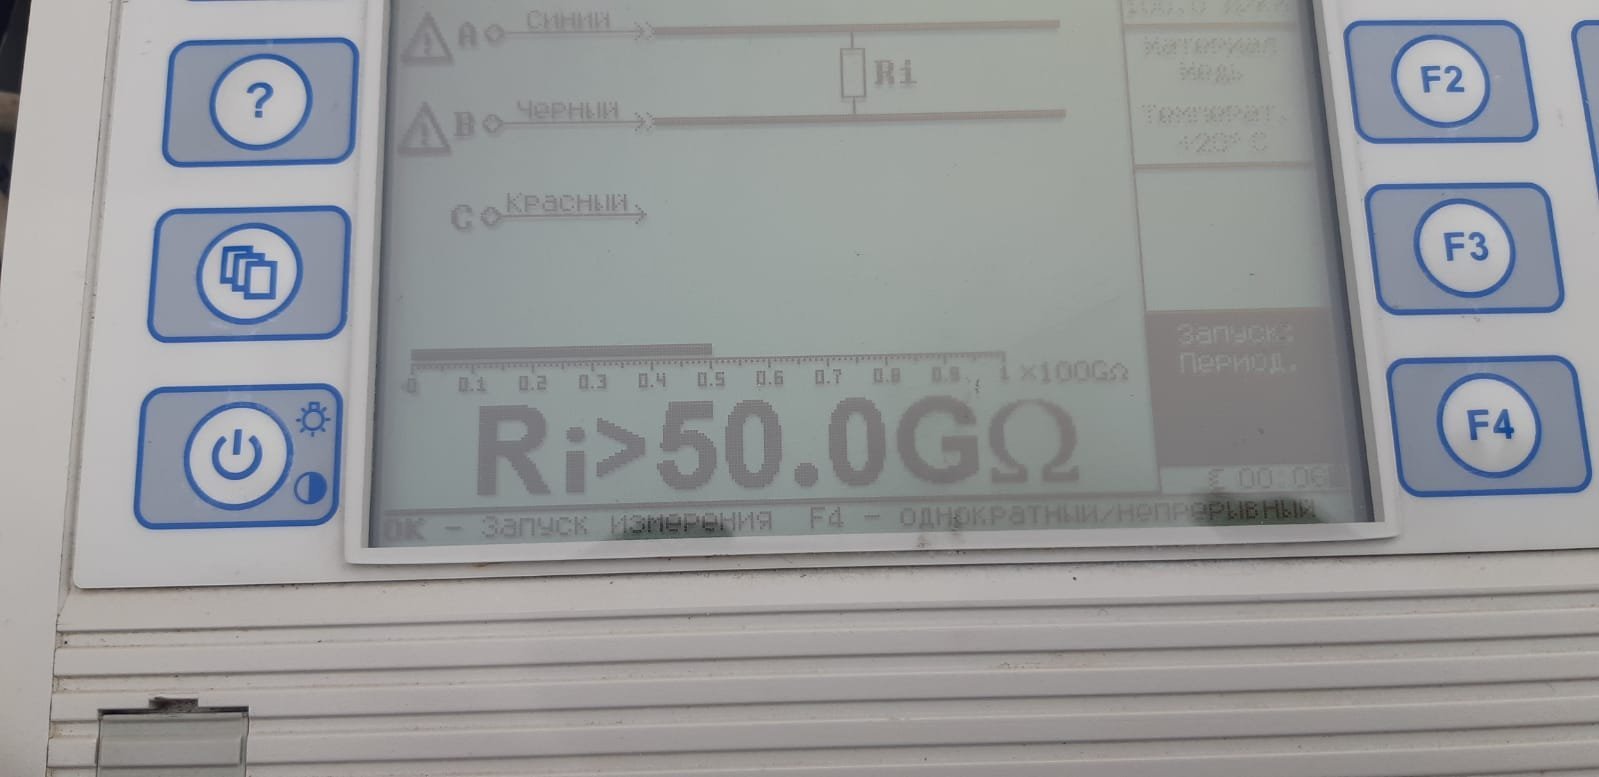 A Синий
Ri
B Черный
C Красный
Материал
медь
Температ.
+20° C
Запуск:
Период.
0 0.1 0.2 0.3 0.4 0.5 0.6 0.7 0.8 0.9 1 ×100GΩ
Ri>50.0GΩ
00:06
OK - Запуск измерения F4 - однократный/непрерывный
?
F2
F3
F4